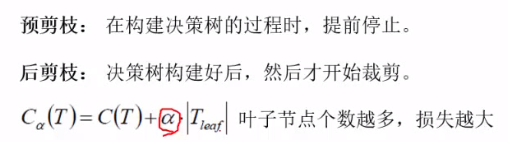 预剪枝： 在构建决策树的过程时，提前停止。
后剪枝： 决策树构建好后，然后才开始裁剪。
Cα(T)=C(T)+α·|Tleaf| 叶子节点个数越多，损失越大